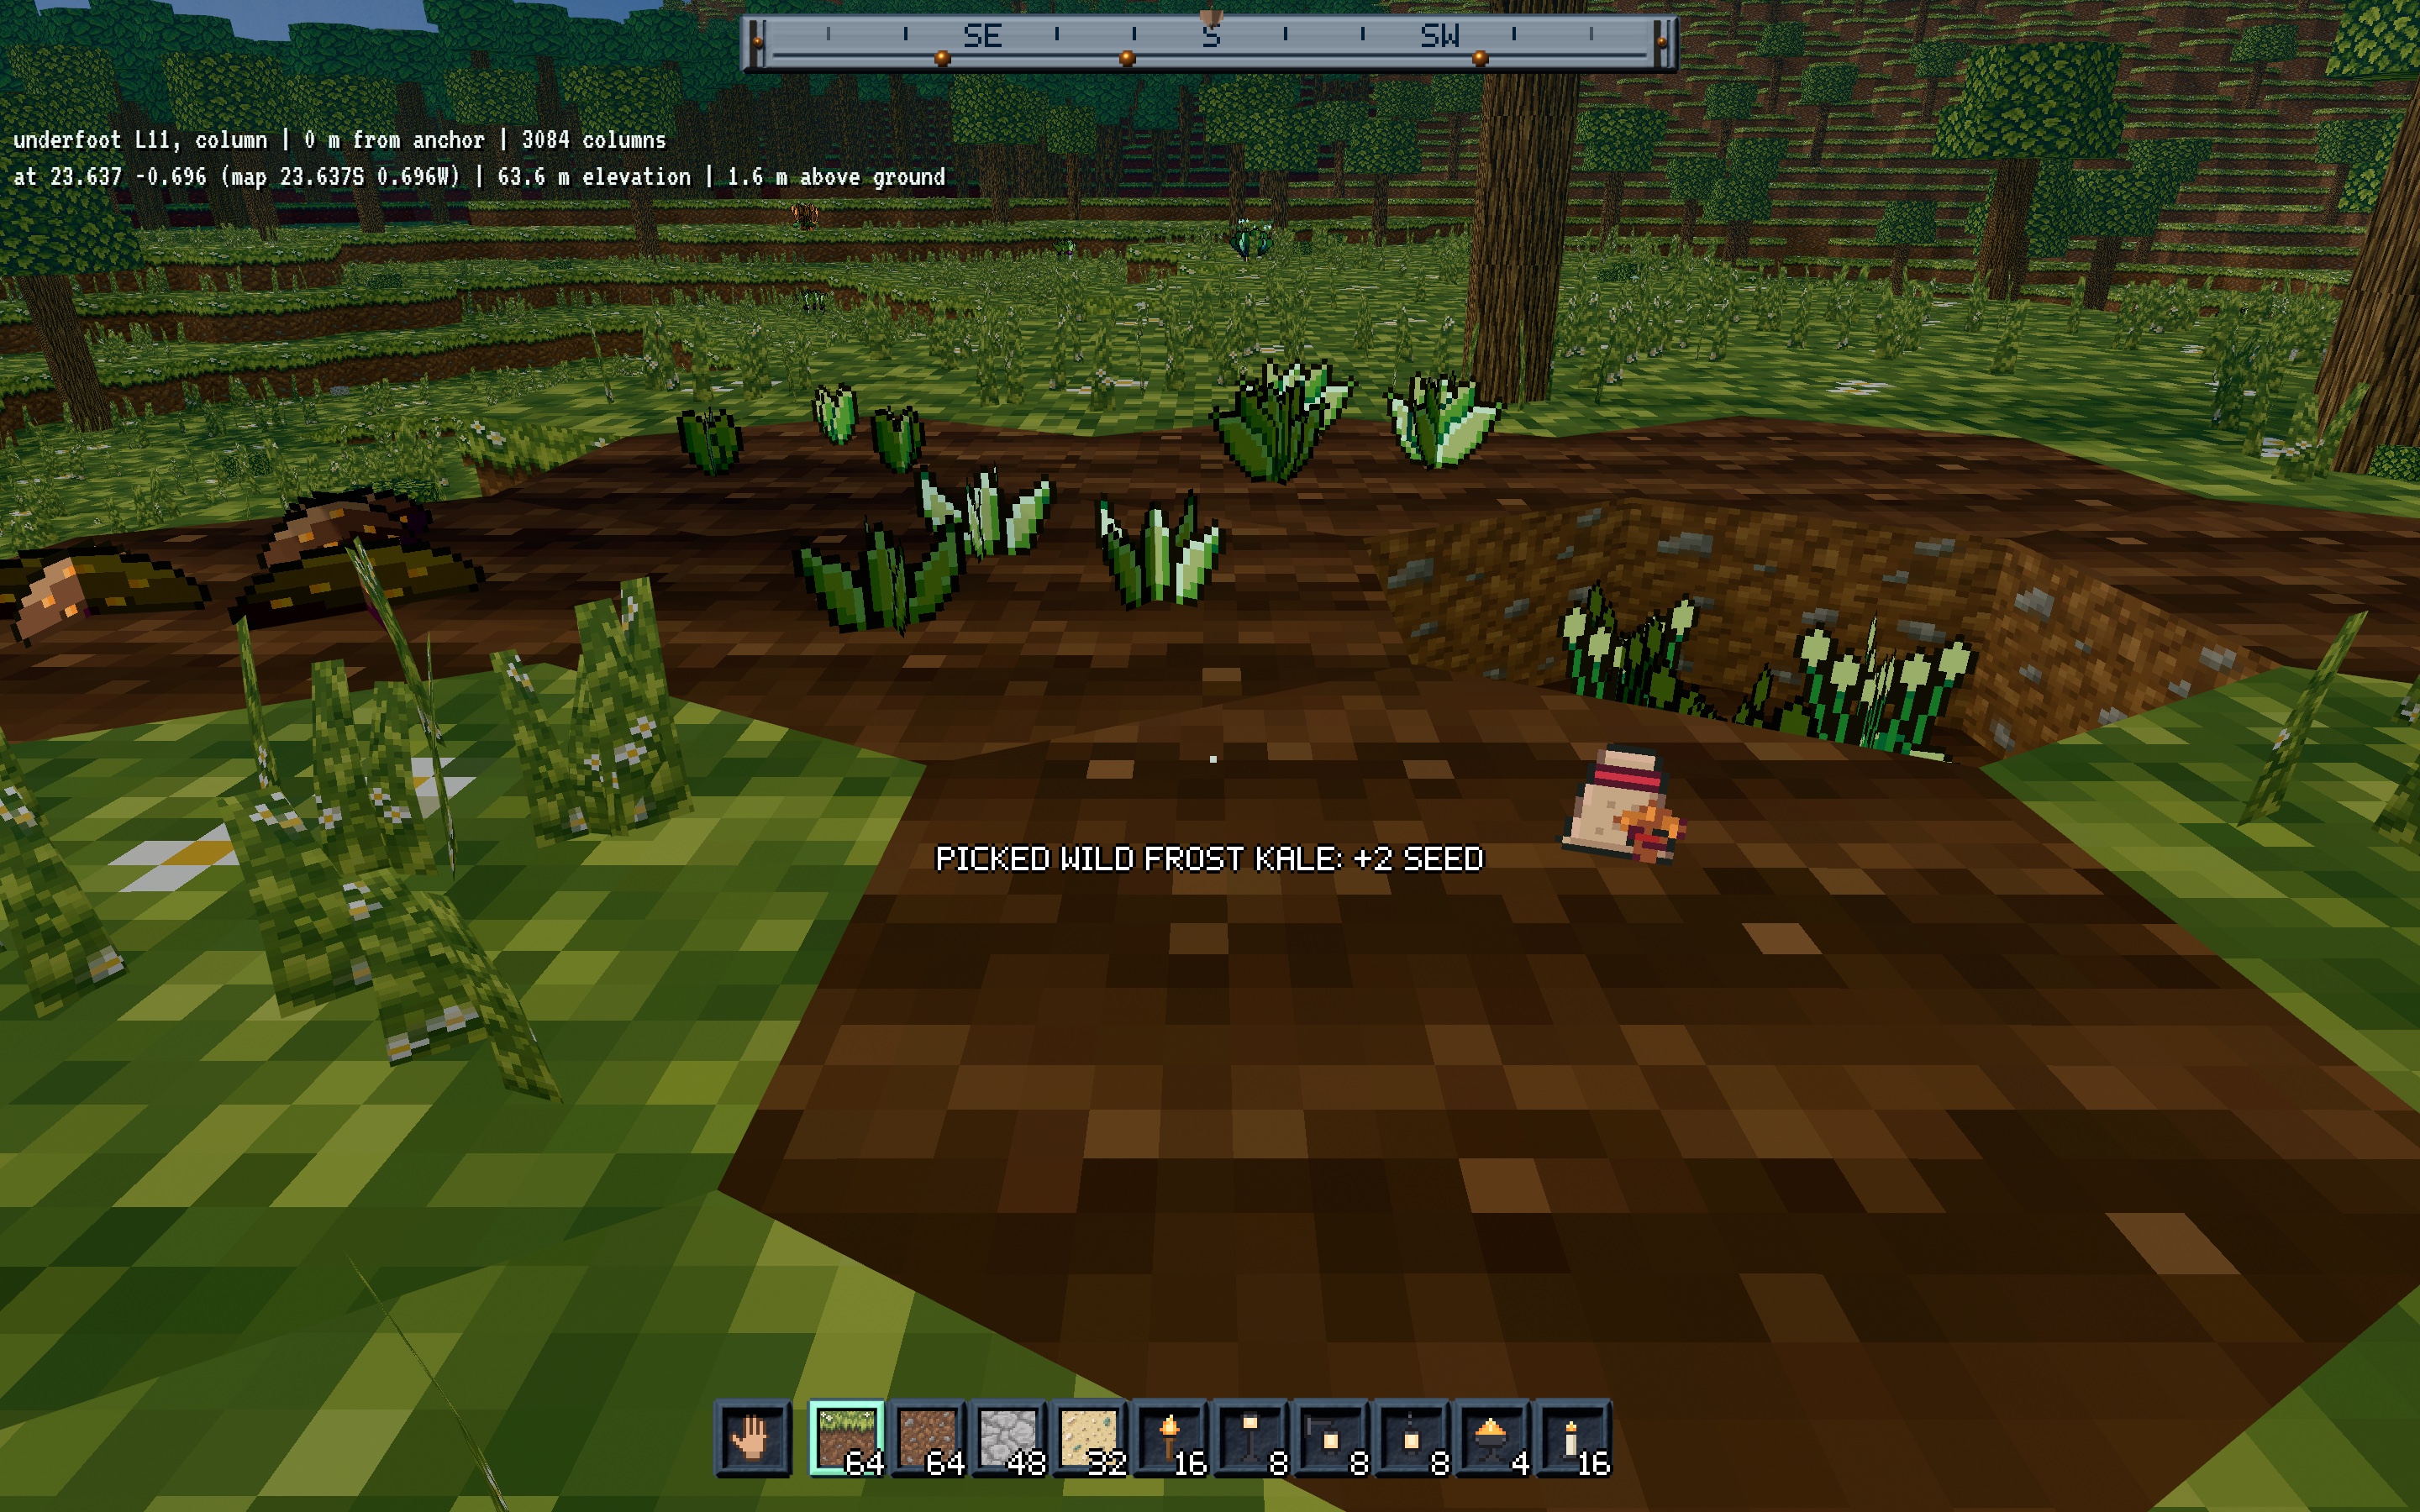 SE S SW
underfoot L11, column | 0 m from anchor | 3084 columns
at 23.637 -0.696 (map 23.637S 0.696W) | 63.6 m elevation | 1.6 m above ground
PICKED WILD FROST KALE: +2 SEED
64 64 48 32 16 8 8 8 4 16